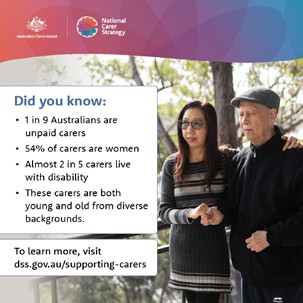 Australian Government
National
Carer
Strategy
Did you know:
• 1 in 9 Australians are
unpaid carers
• 54% of carers are women
• Almost 2 in 5 carers live
with disability
• These carers are both
young and old from diverse
backgrounds.
To learn more, visit
dss.gov.au/supporting-carers